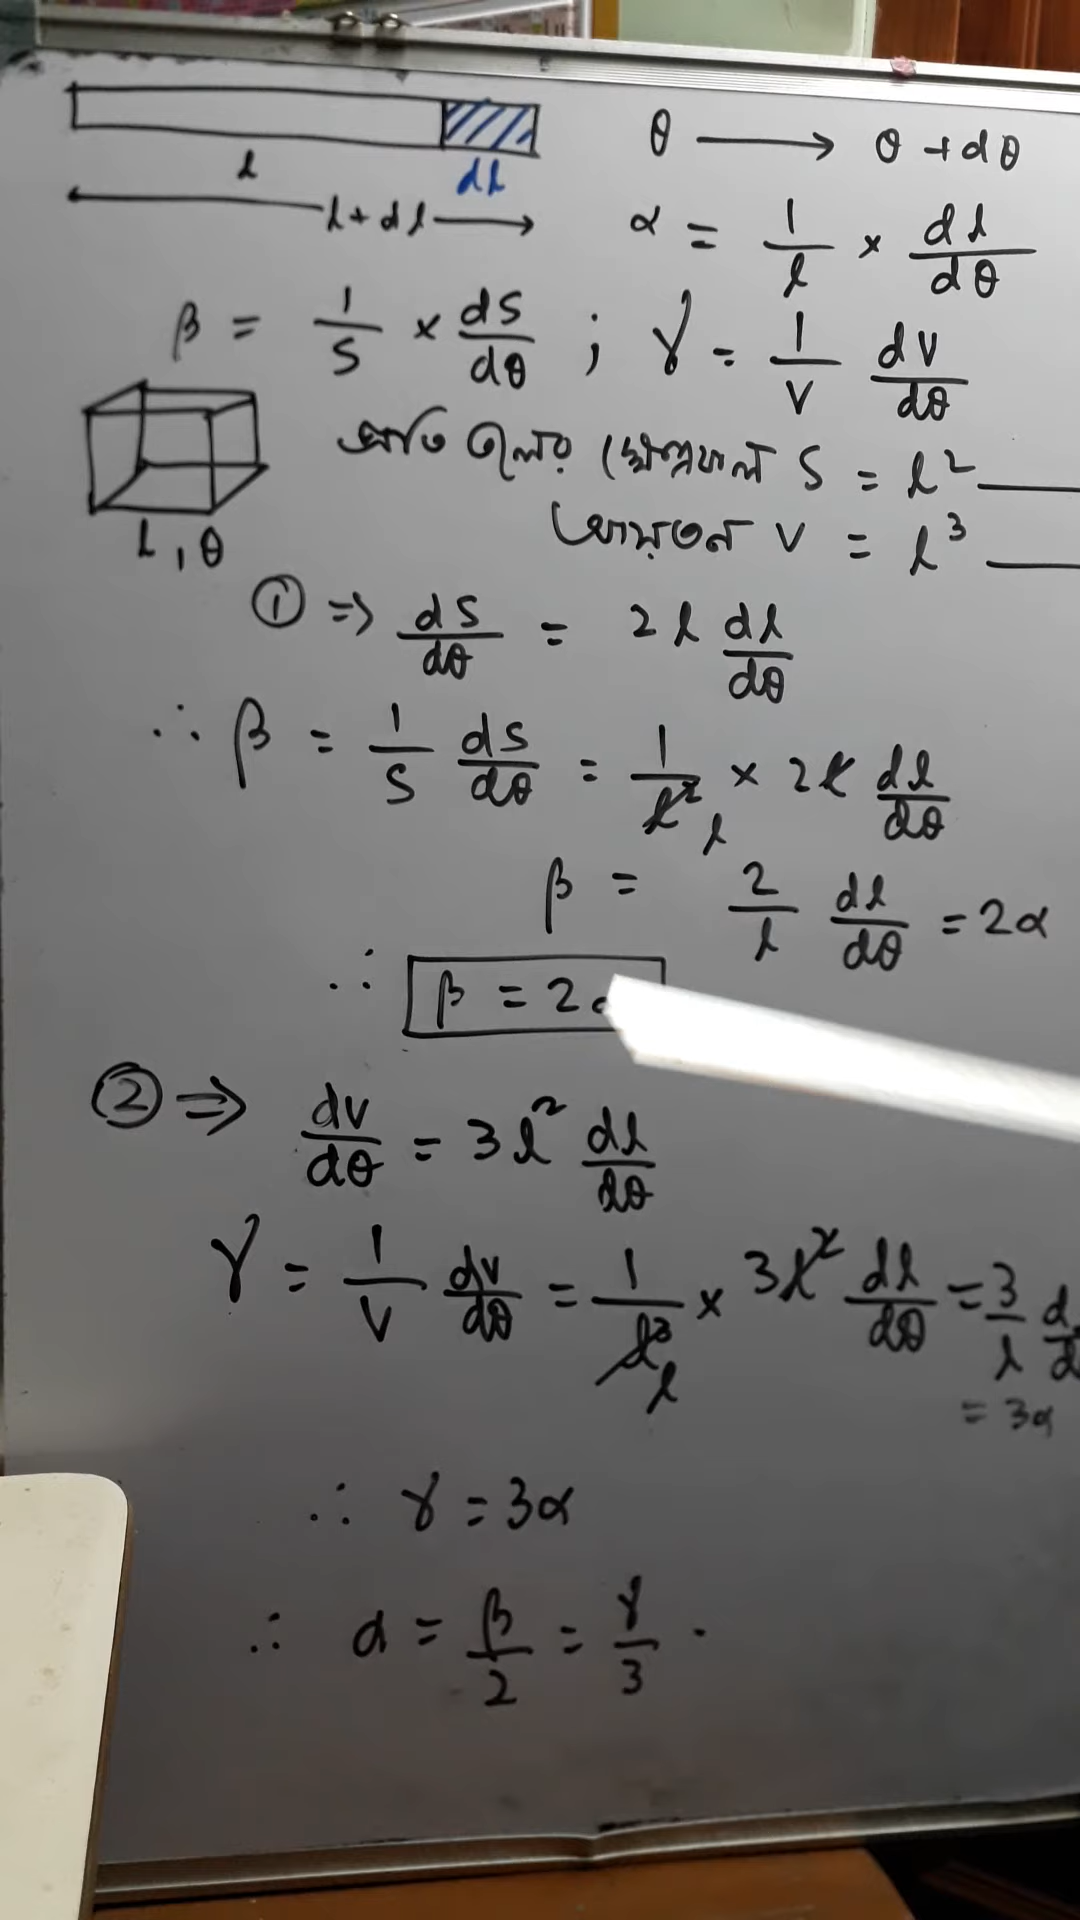 l dl θ ⟶ θ + dθ
l + dl
α = 1/l × dl/dθ
β = 1/S × dS/dθ ; γ = 1/V dV/dθ
প্রতি তলের ক্ষেত্রফল S = l²
l, θ আয়তন V = l³
① ⇒ dS/dθ = 2l dl/dθ
∴ β = 1/S dS/dθ = 1/l² × 2l dl/dθ
l
β = 2/l dl/dθ = 2α
∴ β = 2
② ⇒ dV/dθ = 3l² dl/dθ
γ = 1/V dV/dθ = 1/l³ × 3l² dl/dθ = 3/l d
l
= 3α
∴ γ = 3α
∴ α = β/2 = γ/3 .